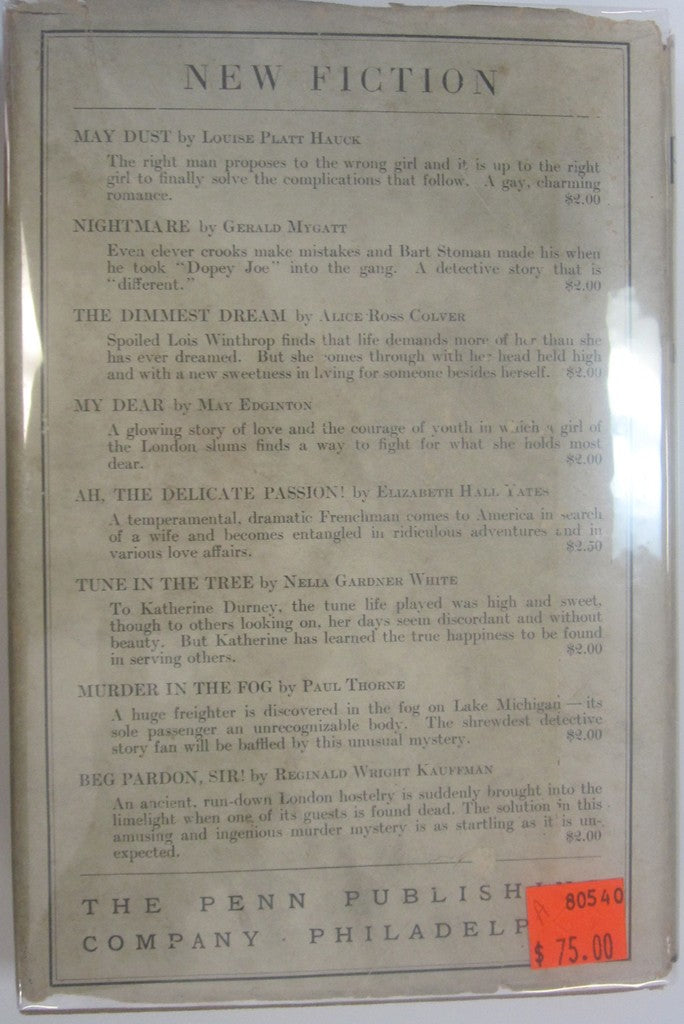 NEW FICTION
MAY DUST by Louise Platt Hauck
The right man proposes to the wrong girl and it is up to the right
girl to finally solve the complications that follow. A gay, charming
romance. $2.00
NIGHTMARE by Gerald Mygatt
Even clever crooks make mistakes and Bart Stoman made his when
he took "Dopey Joe" into the gang. A detective story that is
"different." $2.00
THE DIMMEST DREAM by Alice Ross Colver
Spoiled Lois Winthrop finds that life demands more of her than she
has ever dreamed. But she comes through with her head held high
and with a new sweetness in living for someone besides herself. $2.00
MY DEAR by May Edginton
A glowing story of love and the courage of youth in which a girl of
the London slums finds a way to fight for what she holds most
dear. $2.00
AH, THE DELICATE PASSION! by Elizabeth Hall Yates
A temperamental, dramatic Frenchman comes to America in search
of a wife and becomes entangled in ridiculous adventures and in
various love affairs. $2.50
TUNE IN THE TREE by Nelia Gardner White
To Katherine Durney, the tune life played was high and sweet,
though to others looking on, her days seem discordant and without
beauty. But Katherine has learned the true happiness to be found
in serving others. $2.00
MURDER IN THE FOG by Paul Thorne
A huge freighter is discovered in the fog on Lake Michigan — its
sole passenger an unrecognizable body. The shrewdest detective
story fan will be baffled by this unusual mystery. $2.00
BEG PARDON, SIR! by Reginald Wright Kauffman
An ancient, run-down London hostelry is suddenly brought into the
limelight when one of its guests is found dead. The solution in this
amusing and ingenious murder mystery is as startling as it is un-
expected. $2.00
THE PENN PUBLISHIN
COMPANY · PHILADELP
A 80540
$ 75.00